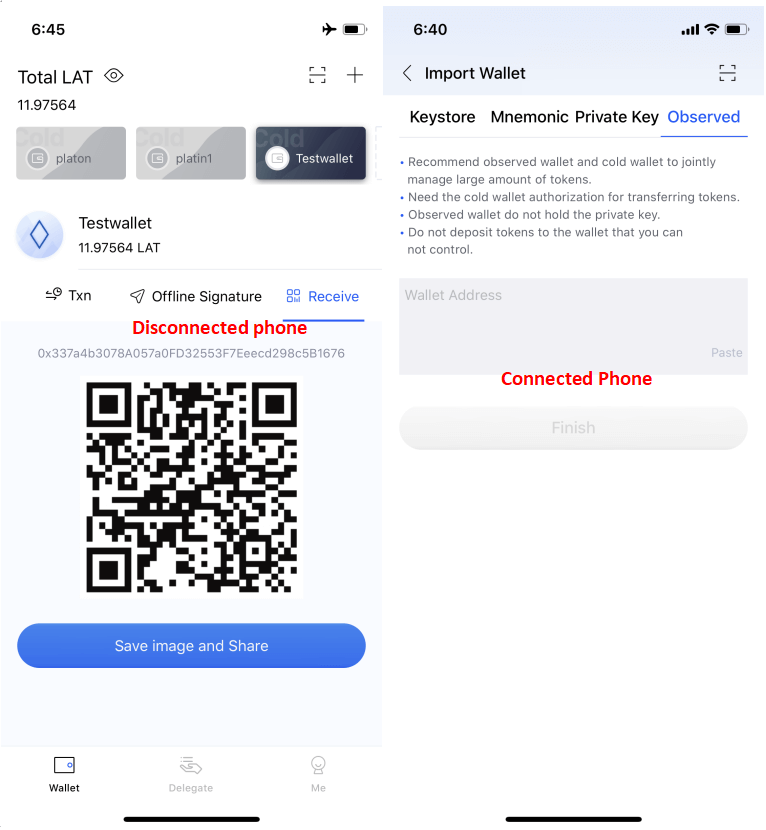 6:45
Total LAT
11.97564
Cold
platon
Cold
platin1
Cold
Testwallet
Testwallet
11.97564 LAT
Txn
Offline Signature
Receive
Disconnected phone
0x337a4b3078A057a0FD32553F7Eeecd298c5B1676
Save image and Share
Wallet
Delegate
Me
6:40
Import Wallet
Keystore
Mnemonic
Private Key
Observed
• Recommend observed wallet and cold wallet to jointly
manage large amount of tokens.
• Need the cold wallet authorization for transferring tokens.
• Observed wallet do not hold the private key.
• Do not deposit tokens to the wallet that you can
not control.
Wallet Address
Paste
Connected Phone
Finish